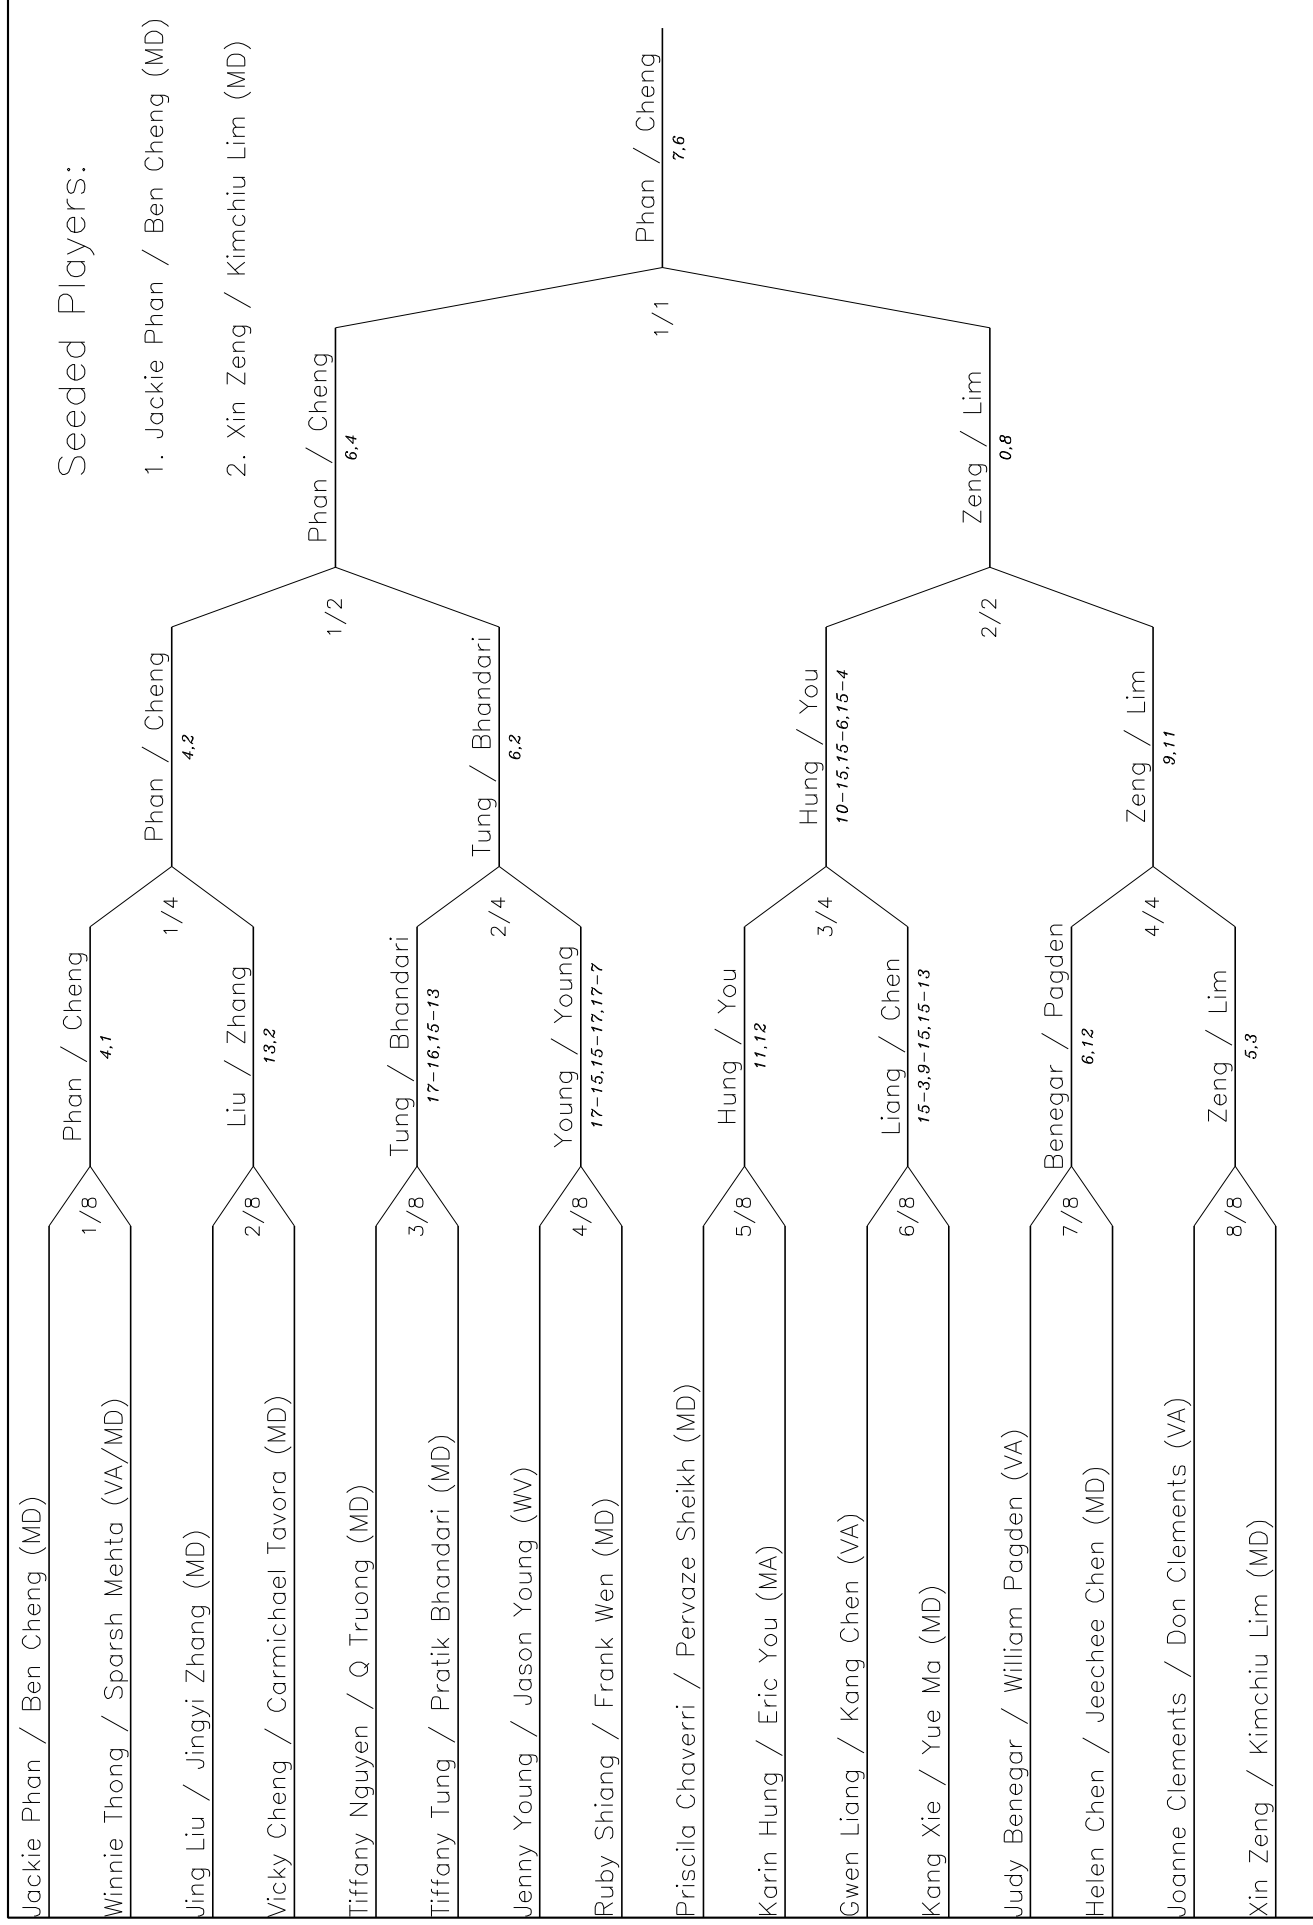 Seeded Players:
1. Jackie Phan / Ben Cheng (MD)
2. Xin Zeng / Kimchiu Lim (MD)
Jackie Phan / Ben Cheng (MD)
Winnie Thong / Sparsh Mehta (VA/MD)
Jing Liu / Jingyi Zhang (MD)
Vicky Cheng / Carmichael Tavora (MD)
Tiffany Nguyen / Q Truong (MD)
Tiffany Tung / Pratik Bhandari (MD)
Jenny Young / Jason Young (WV)
Ruby Shiang / Frank Wen (MD)
Priscila Chaverri / Pervaze Sheikh (MD)
Karin Hung / Eric You (MA)
Gwen Liang / Kang Chen (VA)
Kang Xie / Yue Ma (MD)
Judy Benegar / William Pagden (VA)
Helen Chen / Jeechee Chen (MD)
Joanne Clements / Don Clements (VA)
Xin Zeng / Kimchiu Lim (MD)
1/8
Phan / Cheng
4,1
2/8
Liu / Zhang
13,2
3/8
Tung / Bhandari
17-16,15-13
4/8
Young / Young
17-15,15-17,17-7
5/8
Hung / You
11,12
6/8
Liang / Chen
15-3,9-15,15-13
7/8
Benegar / Pagden
6,12
8/8
Zeng / Lim
5,3
1/4
Phan / Cheng
4,2
2/4
Tung / Bhandari
6,2
3/4
Hung / You
10-15,15-6,15-4
4/4
Zeng / Lim
9,11
1/2
Phan / Cheng
6,4
2/2
Zeng / Lim
0,8
1/1
Phan / Cheng
7,6